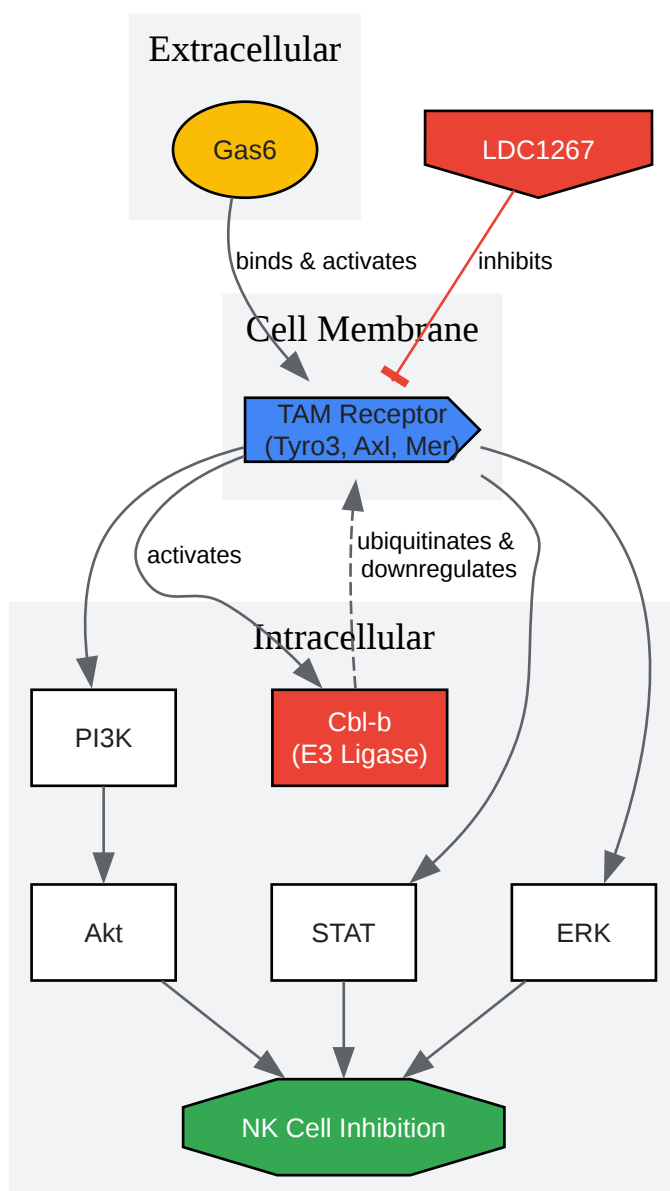 Extracellular
Gas6
LDC1267
binds & activates
inhibits
Cell Membrane
TAM Receptor
(Tyro3, Axl, Mer)
activates
ubiquitinates &
downregulates
Intracellular
PI3K
Cbl-b
(E3 Ligase)
Akt
STAT
ERK
NK Cell Inhibition